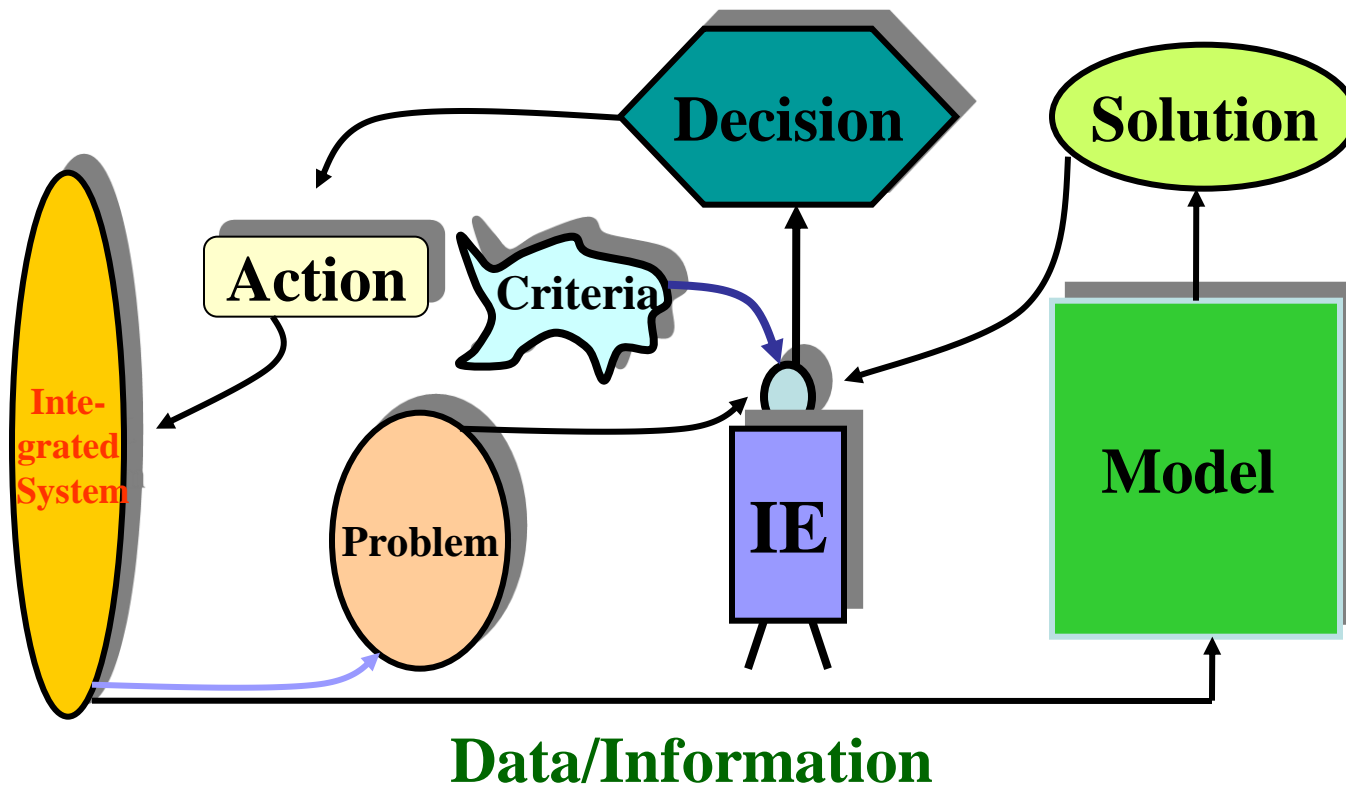 Decision
Solution
Action
Criteria
Inte-
grated
System
Problem
IE
Model
Data/Information